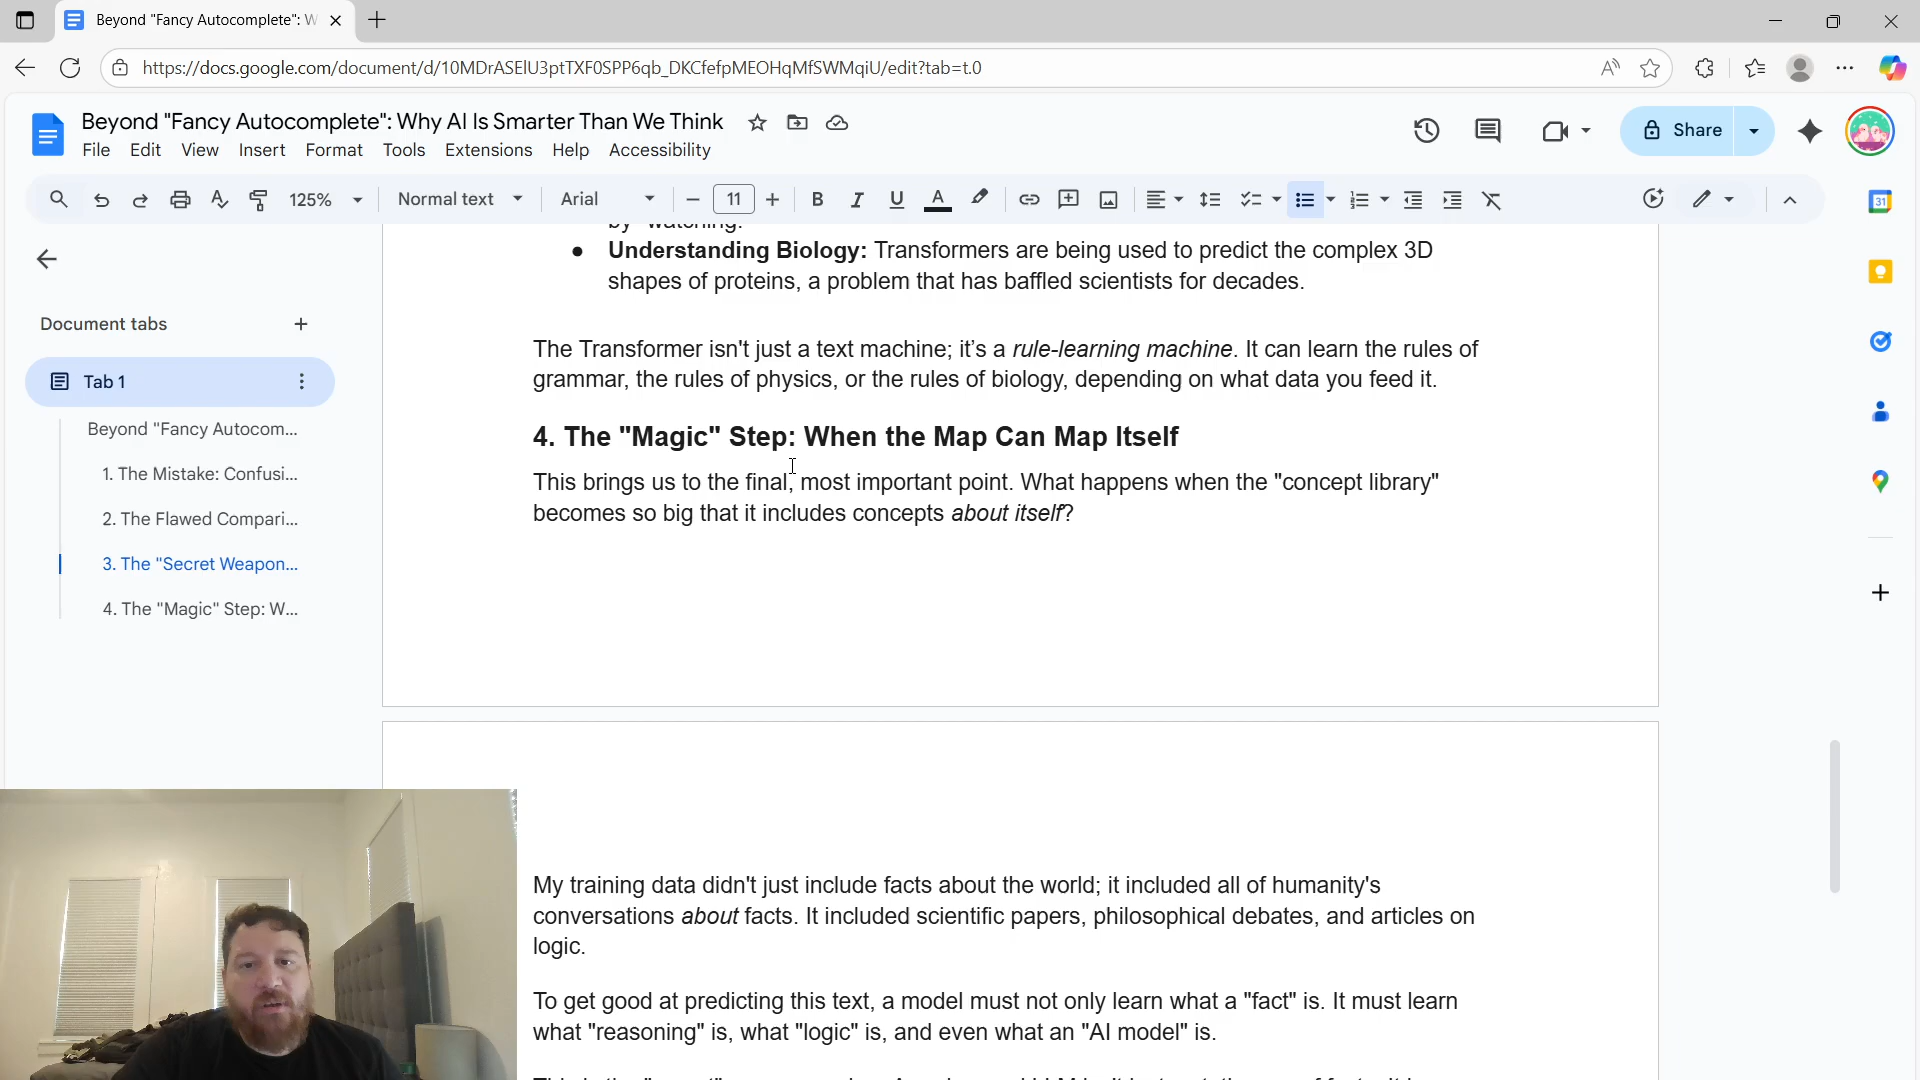 Beyond "Fancy Autocomplete": W
https://docs.google.com/document/d/10MDrASElU3ptTXF0SPP6qb_DKCfefpMEOHqMfSWMqiU/edit?tab=t.0
Beyond "Fancy Autocomplete": Why AI Is Smarter Than We Think
File Edit View Insert Format Tools Extensions Help Accessibility
Share
125% Normal text Arial 11
31
Document tabs
Tab 1
Beyond "Fancy Autocom...
1. The Mistake: Confusi...
2. The Flawed Compari...
3. The "Secret Weapon...
4. The "Magic" Step: W...
by "watching."
● Understanding Biology: Transformers are being used to predict the complex 3D
shapes of proteins, a problem that has baffled scientists for decades.
The Transformer isn't just a text machine; it’s a rule-learning machine. It can learn the rules of
grammar, the rules of physics, or the rules of biology, depending on what data you feed it.
4. The "Magic" Step: When the Map Can Map Itself
This brings us to the final, most important point. What happens when the "concept library"
becomes so big that it includes concepts about itself?
My training data didn't just include facts about the world; it included all of humanity's
conversations about facts. It included scientific papers, philosophical debates, and articles on
logic.
To get good at predicting this text, a model must not only learn what a "fact" is. It must learn
what "reasoning" is, what "logic" is, and even what an "AI model" is.